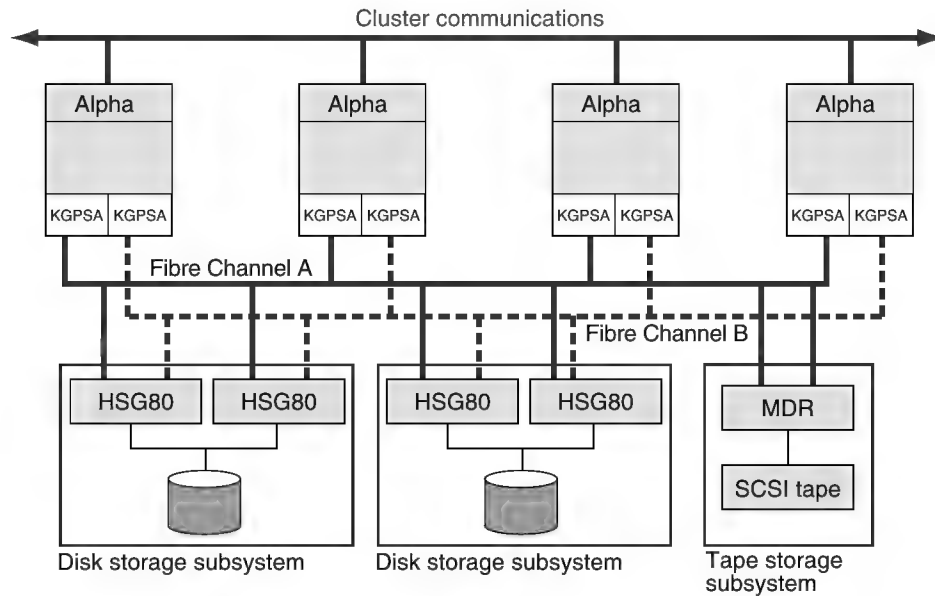 Cluster communications
Alpha
Alpha
Alpha
Alpha
KGPSA KGPSA
KGPSA KGPSA
KGPSA KGPSA
KGPSA KGPSA
Fibre Channel A
Fibre Channel B
HSG80
HSG80
HSG80
HSG80
MDR
SCSI tape
Disk storage subsystem
Disk storage subsystem
Tape storage
subsystem